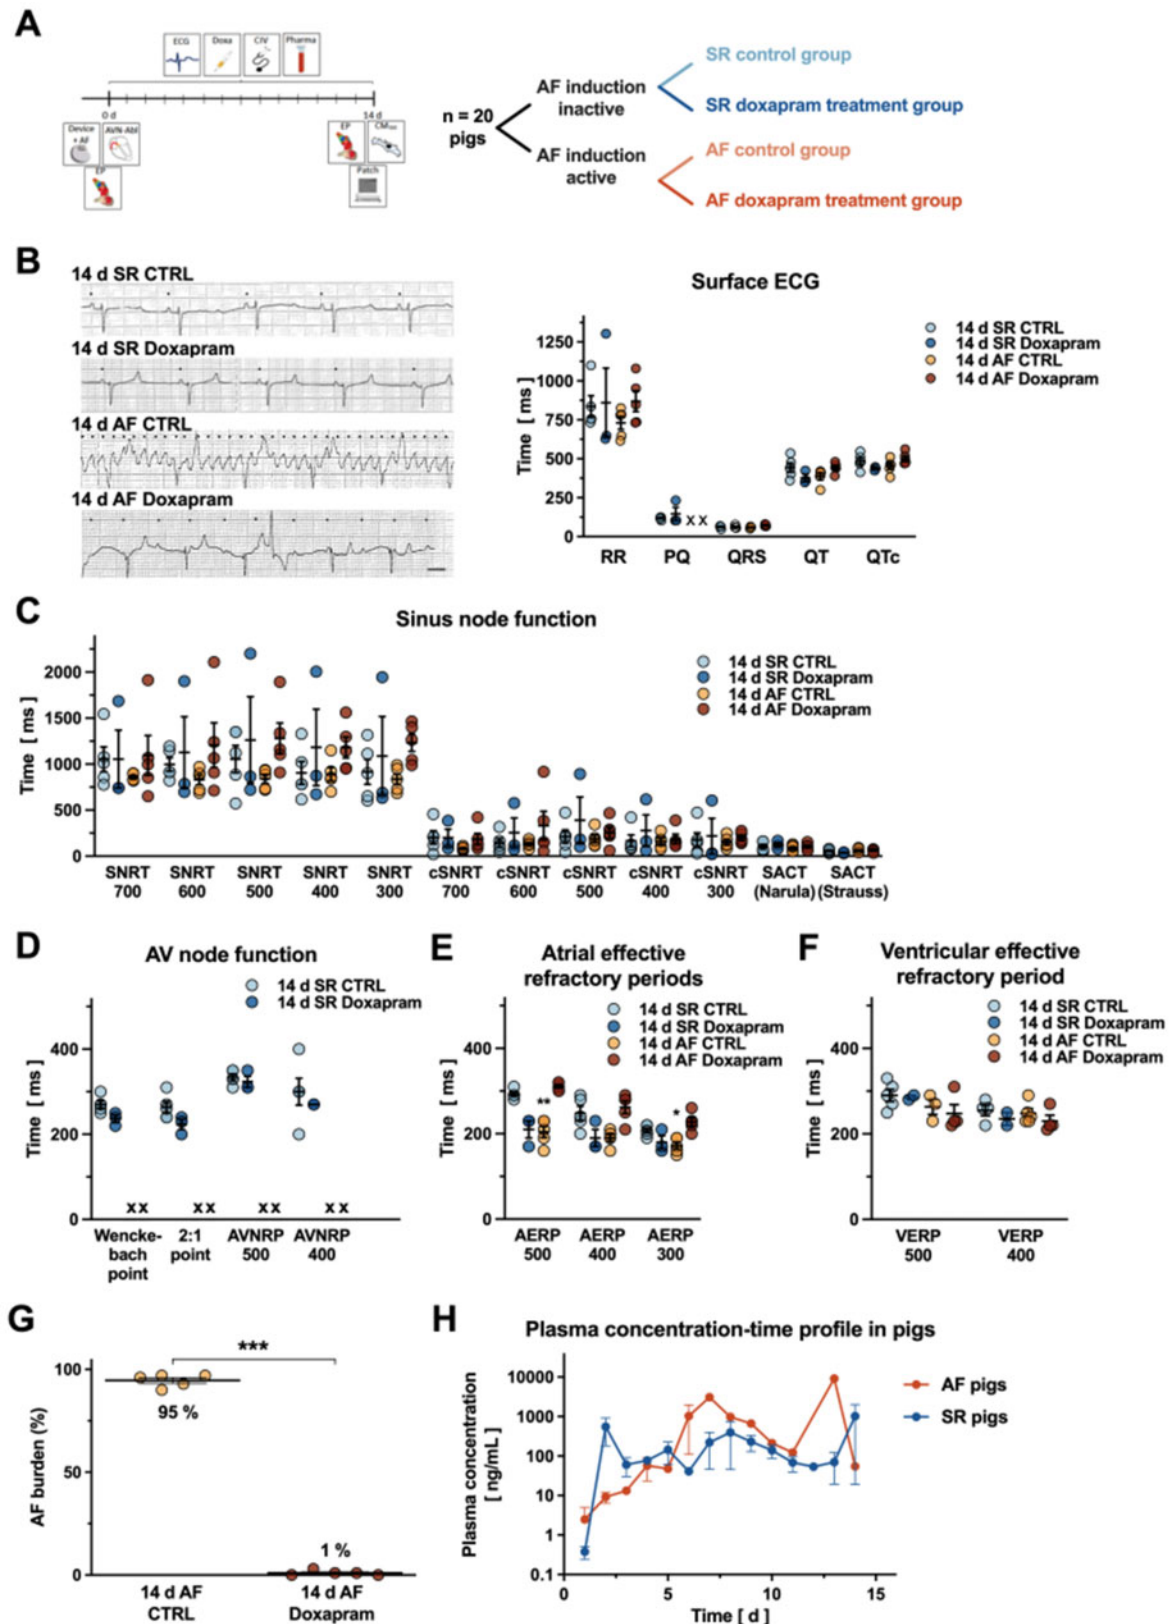 A
ECG
Doxa
CIV
Pharma
0 d
14 d
Device
+ AF
AVN-Abl
EP
EP
Patch
n = 20
pigs
AF induction
inactive
AF induction
active
SR control group
SR doxapram treatment group
AF control group
AF doxapram treatment group
B
14 d SR CTRL
14 d SR Doxapram
14 d AF CTRL
14 d AF Doxapram
Surface ECG
Time [ ms ]
1250
1000
750
500
250
0
x x
RR
PQ
QRS
QT
QTc
14 d SR CTRL
14 d SR Doxapram
14 d AF CTRL
14 d AF Doxapram
C
Sinus node function
Time [ ms ]
2000
1500
1000
500
0
14 d SR CTRL
14 d SR Doxapram
14 d AF CTRL
14 d AF Doxapram
SNRT
700
SNRT
600
SNRT
500
SNRT
400
SNRT
300
cSNRT
700
cSNRT
600
cSNRT
500
cSNRT
400
cSNRT
300
SACT
(Narula)
SACT
(Strauss)
D
AV node function
14 d SR CTRL
14 d SR Doxapram
Time [ ms ]
400
200
0
x x
x x
x x
x x
Wencke-
bach
point
2:1
point
AVNRP
500
AVNRP
400
E
Atrial effective
refractory periods
14 d SR CTRL
14 d SR Doxapram
14 d AF CTRL
14 d AF Doxapram
Time [ ms ]
400
200
0
**
*
AERP
500
AERP
400
AERP
300
F
Ventricular effective
refractory period
14 d SR CTRL
14 d SR Doxapram
14 d AF CTRL
14 d AF Doxapram
Time [ ms ]
400
200
0
VERP
500
VERP
400
G
AF burden (%)
100
50
0
***
95 %
1 %
14 d AF
CTRL
14 d AF
Doxapram
H
Plasma concentration-time profile in pigs
Plasma concentration
[ ng/mL ]
10000
1000
100
10
1
0.1
0
5
10
15
Time [ d ]
AF pigs
SR pigs